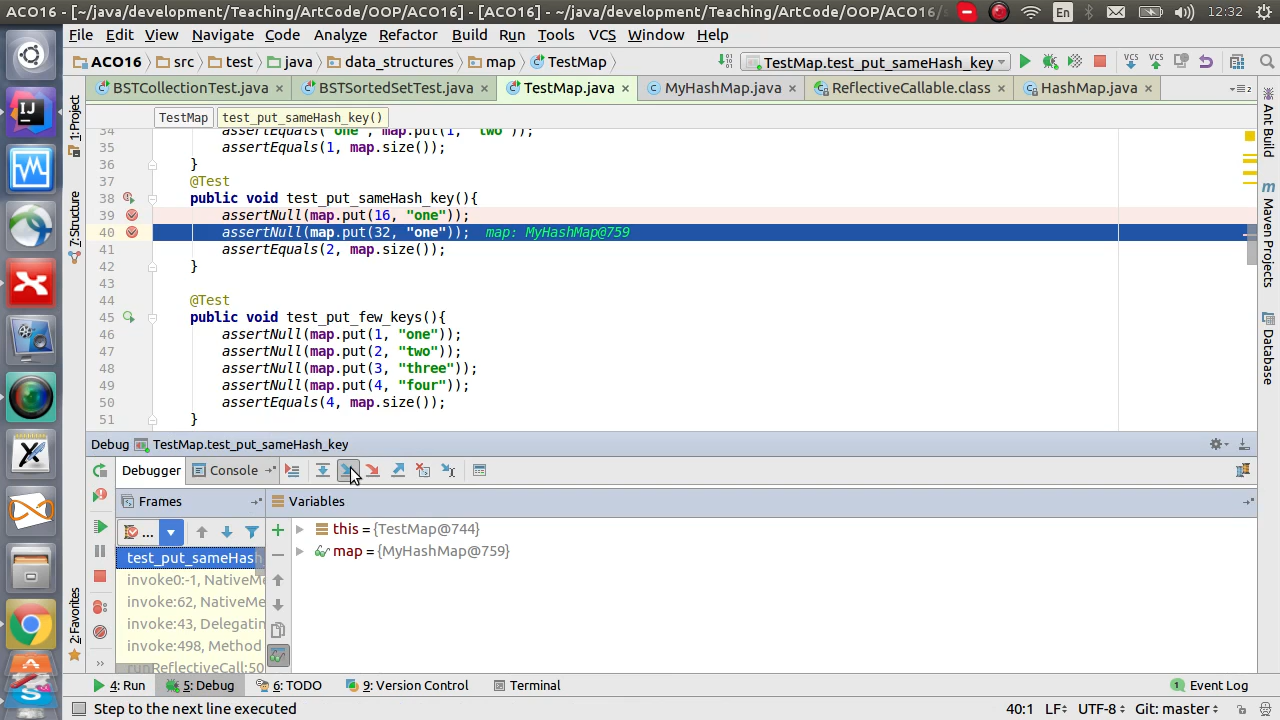 ACO16 - [~/java/development/Teaching/ArtCode/OOP/ACO16] - [ACO16] - ~/java/development/Teaching/ArtCode/OOP/ACO16/s En 12:32
File Edit View Navigate Code Analyze Refactor Build Run Tools VCS Window Help
ACO16 src test java data_structures map TestMap TestMap.test_put_sameHash_key VCS VCS
BSTCollectionTest.java BSTSortedSetTest.java TestMap.java MyHashMap.java ReflectiveCallable.class HashMap.java
TestMap test_put_sameHash_key()
34 assertEquals("one", map.put(1, "two"));
35 assertEquals(1, map.size());
36 }
37 @Test
38 public void test_put_sameHash_key(){
39 assertNull(map.put(16, "one"));
40 assertNull(map.put(32, "one")); map: MyHashMap@759
41 assertEquals(2, map.size());
42 }
43
44 @Test
45 public void test_put_few_keys(){
46 assertNull(map.put(1, "one"));
47 assertNull(map.put(2, "two"));
48 assertNull(map.put(3, "three"));
49 assertNull(map.put(4, "four"));
50 assertEquals(4, map.size());
51 }
1: Project
7: Structure
2: Favorites
Ant Build
Maven Projects
Database
Debug TestMap.test_put_sameHash_key
Debugger Console
Frames Variables
...
test_put_sameHash
invoke0:-1, NativeMe
invoke:62, NativeMe
invoke:43, Delegatin
invoke:498, Method
runReflectiveCall:50
this = {TestMap@744}
map = {MyHashMap@759}
4: Run 5: Debug 6: TODO 9: Version Control Terminal 1 Event Log
Step to the next line executed 40:1 LF UTF-8 Git: master